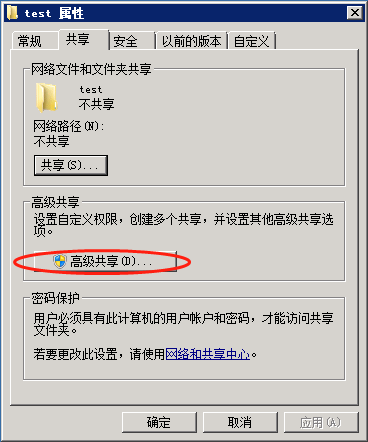 test 属性
常规 共享 安全 以前的版本 自定义
网络文件和文件夹共享
test
不共享
网络路径(N):
不共享
共享(S)...
高级共享
设置自定义权限，创建多个共享，并设置其他高级共享选
项。
高级共享(D)...
密码保护
用户必须具有此计算机的用户帐户和密码，才能访问共享
文件夹。
若要更改此设置，请使用网络和共享中心。
确定 取消 应用(A)